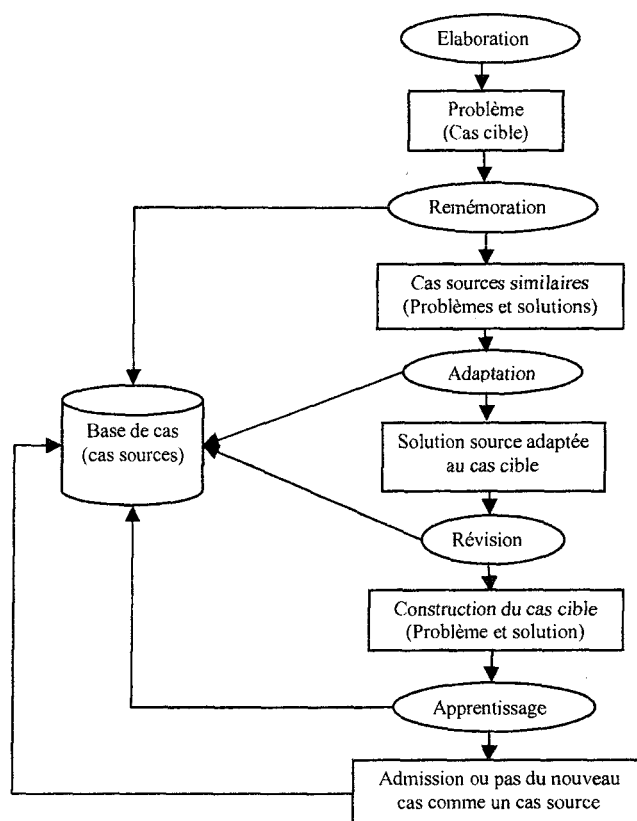 Elaboration
Problème
(Cas cible)
Remémoration
Cas sources similaires
(Problèmes et solutions)
Adaptation
Base de cas
(cas sources)
Solution source adaptée
au cas cible
Révision
Construction du cas cible
(Problème et solution)
Apprentissage
Admission ou pas du nouveau
cas comme un cas source